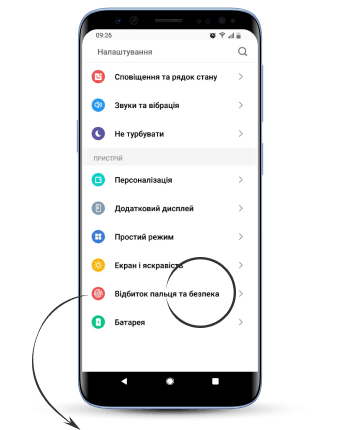 09:26
Налаштування
Сповіщення та рядок стану
Звуки та вібрація
Не турбувати
ПРИСТРІЙ
Персоналізація
Додатковий дисплей
Простий режим
Екран і яскравість
Відбиток пальця та безпека
Батарея